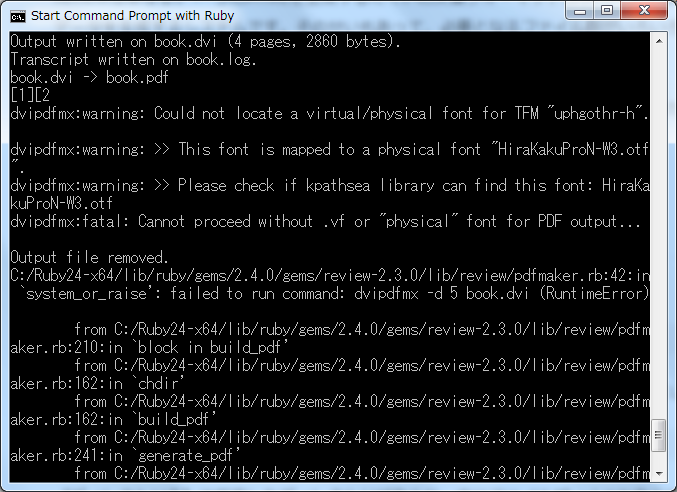 Start Command Prompt with Ruby
Output written on book.dvi (4 pages, 2860 bytes).
Transcript written on book.log.
book.dvi -> book.pdf
[1][2
dvipdfmx:warning: Could not locate a virtual/physical font for TFM "uphgothr-h".
dvipdfmx:warning: >> This font is mapped to a physical font "HiraKakuProN-W3.otf
".
dvipdfmx:warning: >> Please check if kpathsea library can find this font: HiraKa
kuProN-W3.otf
dvipdfmx:fatal: Cannot proceed without .vf or "physical" font for PDF output...
Output file removed.
C:/Ruby24-x64/lib/ruby/gems/2.4.0/gems/review-2.3.0/lib/review/pdfmaker.rb:42:in
`system_or_raise': failed to run command: dvipdfmx -d 5 book.dvi (RuntimeError)
from C:/Ruby24-x64/lib/ruby/gems/2.4.0/gems/review-2.3.0/lib/review/pdfm
aker.rb:210:in `block in build_pdf'
from C:/Ruby24-x64/lib/ruby/gems/2.4.0/gems/review-2.3.0/lib/review/pdfm
aker.rb:162:in `chdir'
from C:/Ruby24-x64/lib/ruby/gems/2.4.0/gems/review-2.3.0/lib/review/pdfm
aker.rb:162:in `build_pdf'
from C:/Ruby24-x64/lib/ruby/gems/2.4.0/gems/review-2.3.0/lib/review/pdfm
aker.rb:241:in `generate_pdf'
from C:/Ruby24-x64/lib/ruby/gems/2.4.0/gems/review-2.3.0/lib/review/pdfm